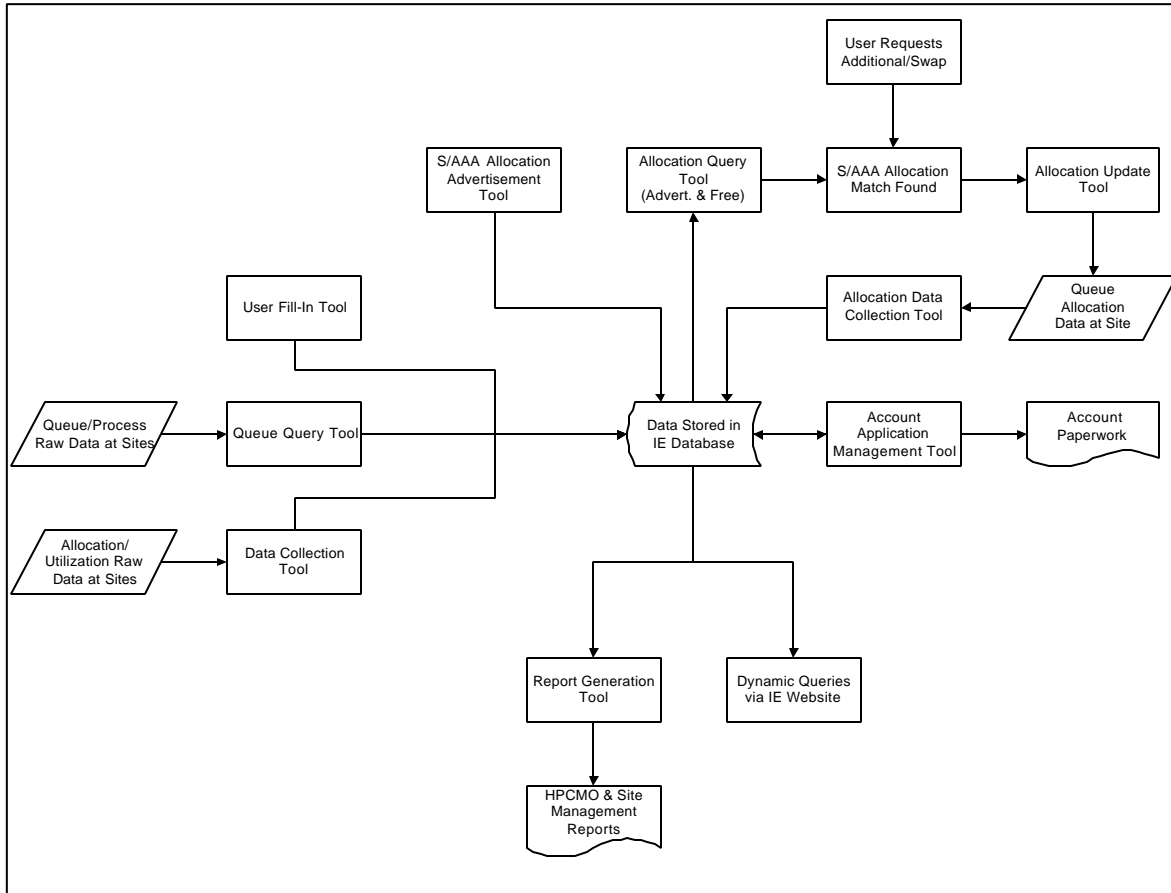 User Requests
Additional/Swap
S/AAA Allocation
Advertisement
Tool
Allocation Query
Tool
(Advert. & Free)
S/AAA Allocation
Match Found
Allocation Update
Tool
User Fill-In Tool
Allocation Data
Collection Tool
Queue
Allocation
Data at Site
Queue/Process
Raw Data at Sites
Queue Query Tool
Data Stored in
IE Database
Account
Application
Management Tool
Account
Paperwork
Allocation/
Utilization Raw
Data at Sites
Data Collection
Tool
Report Generation
Tool
Dynamic Queries
via IE Website
HPCMO & Site
Management
Reports